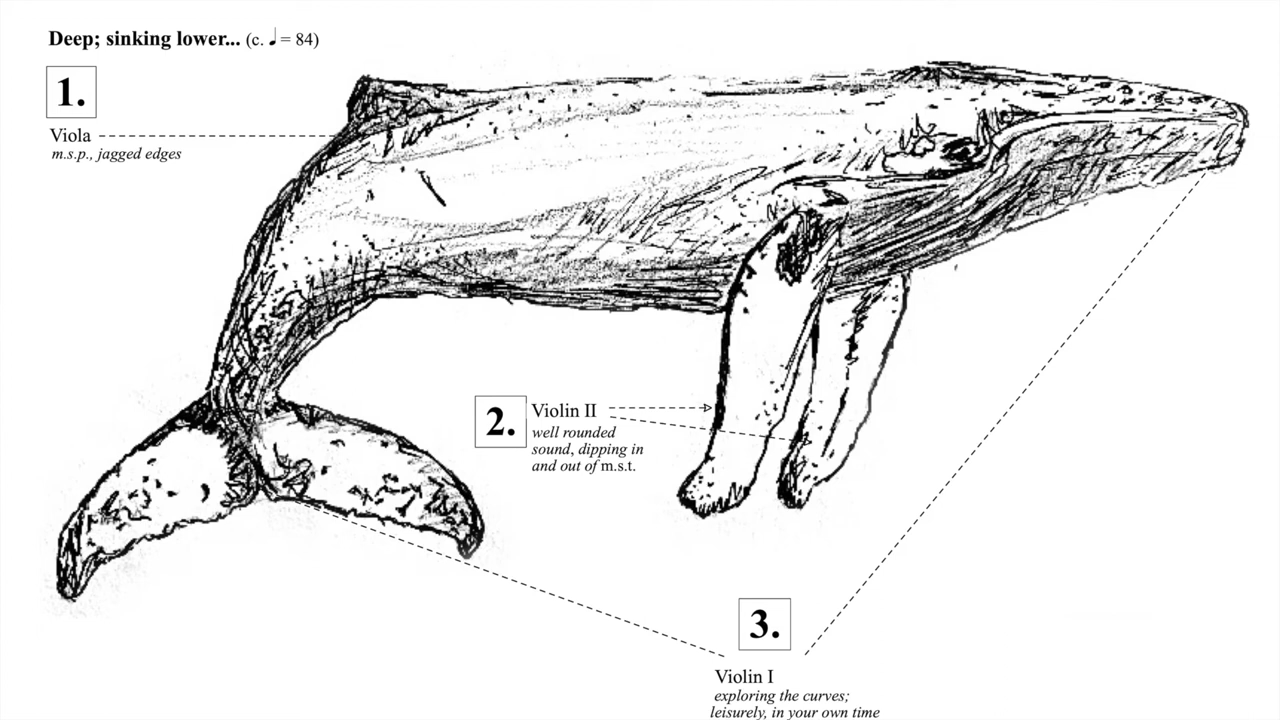 Deep; sinking lower... (c. ♩ = 84)
1.
Viola
m.s.p., jagged edges
2.
Violin II
well rounded
sound, dipping in
and out of m.s.t.
3.
Violin I
exploring the curves;
leisurely, in your own time